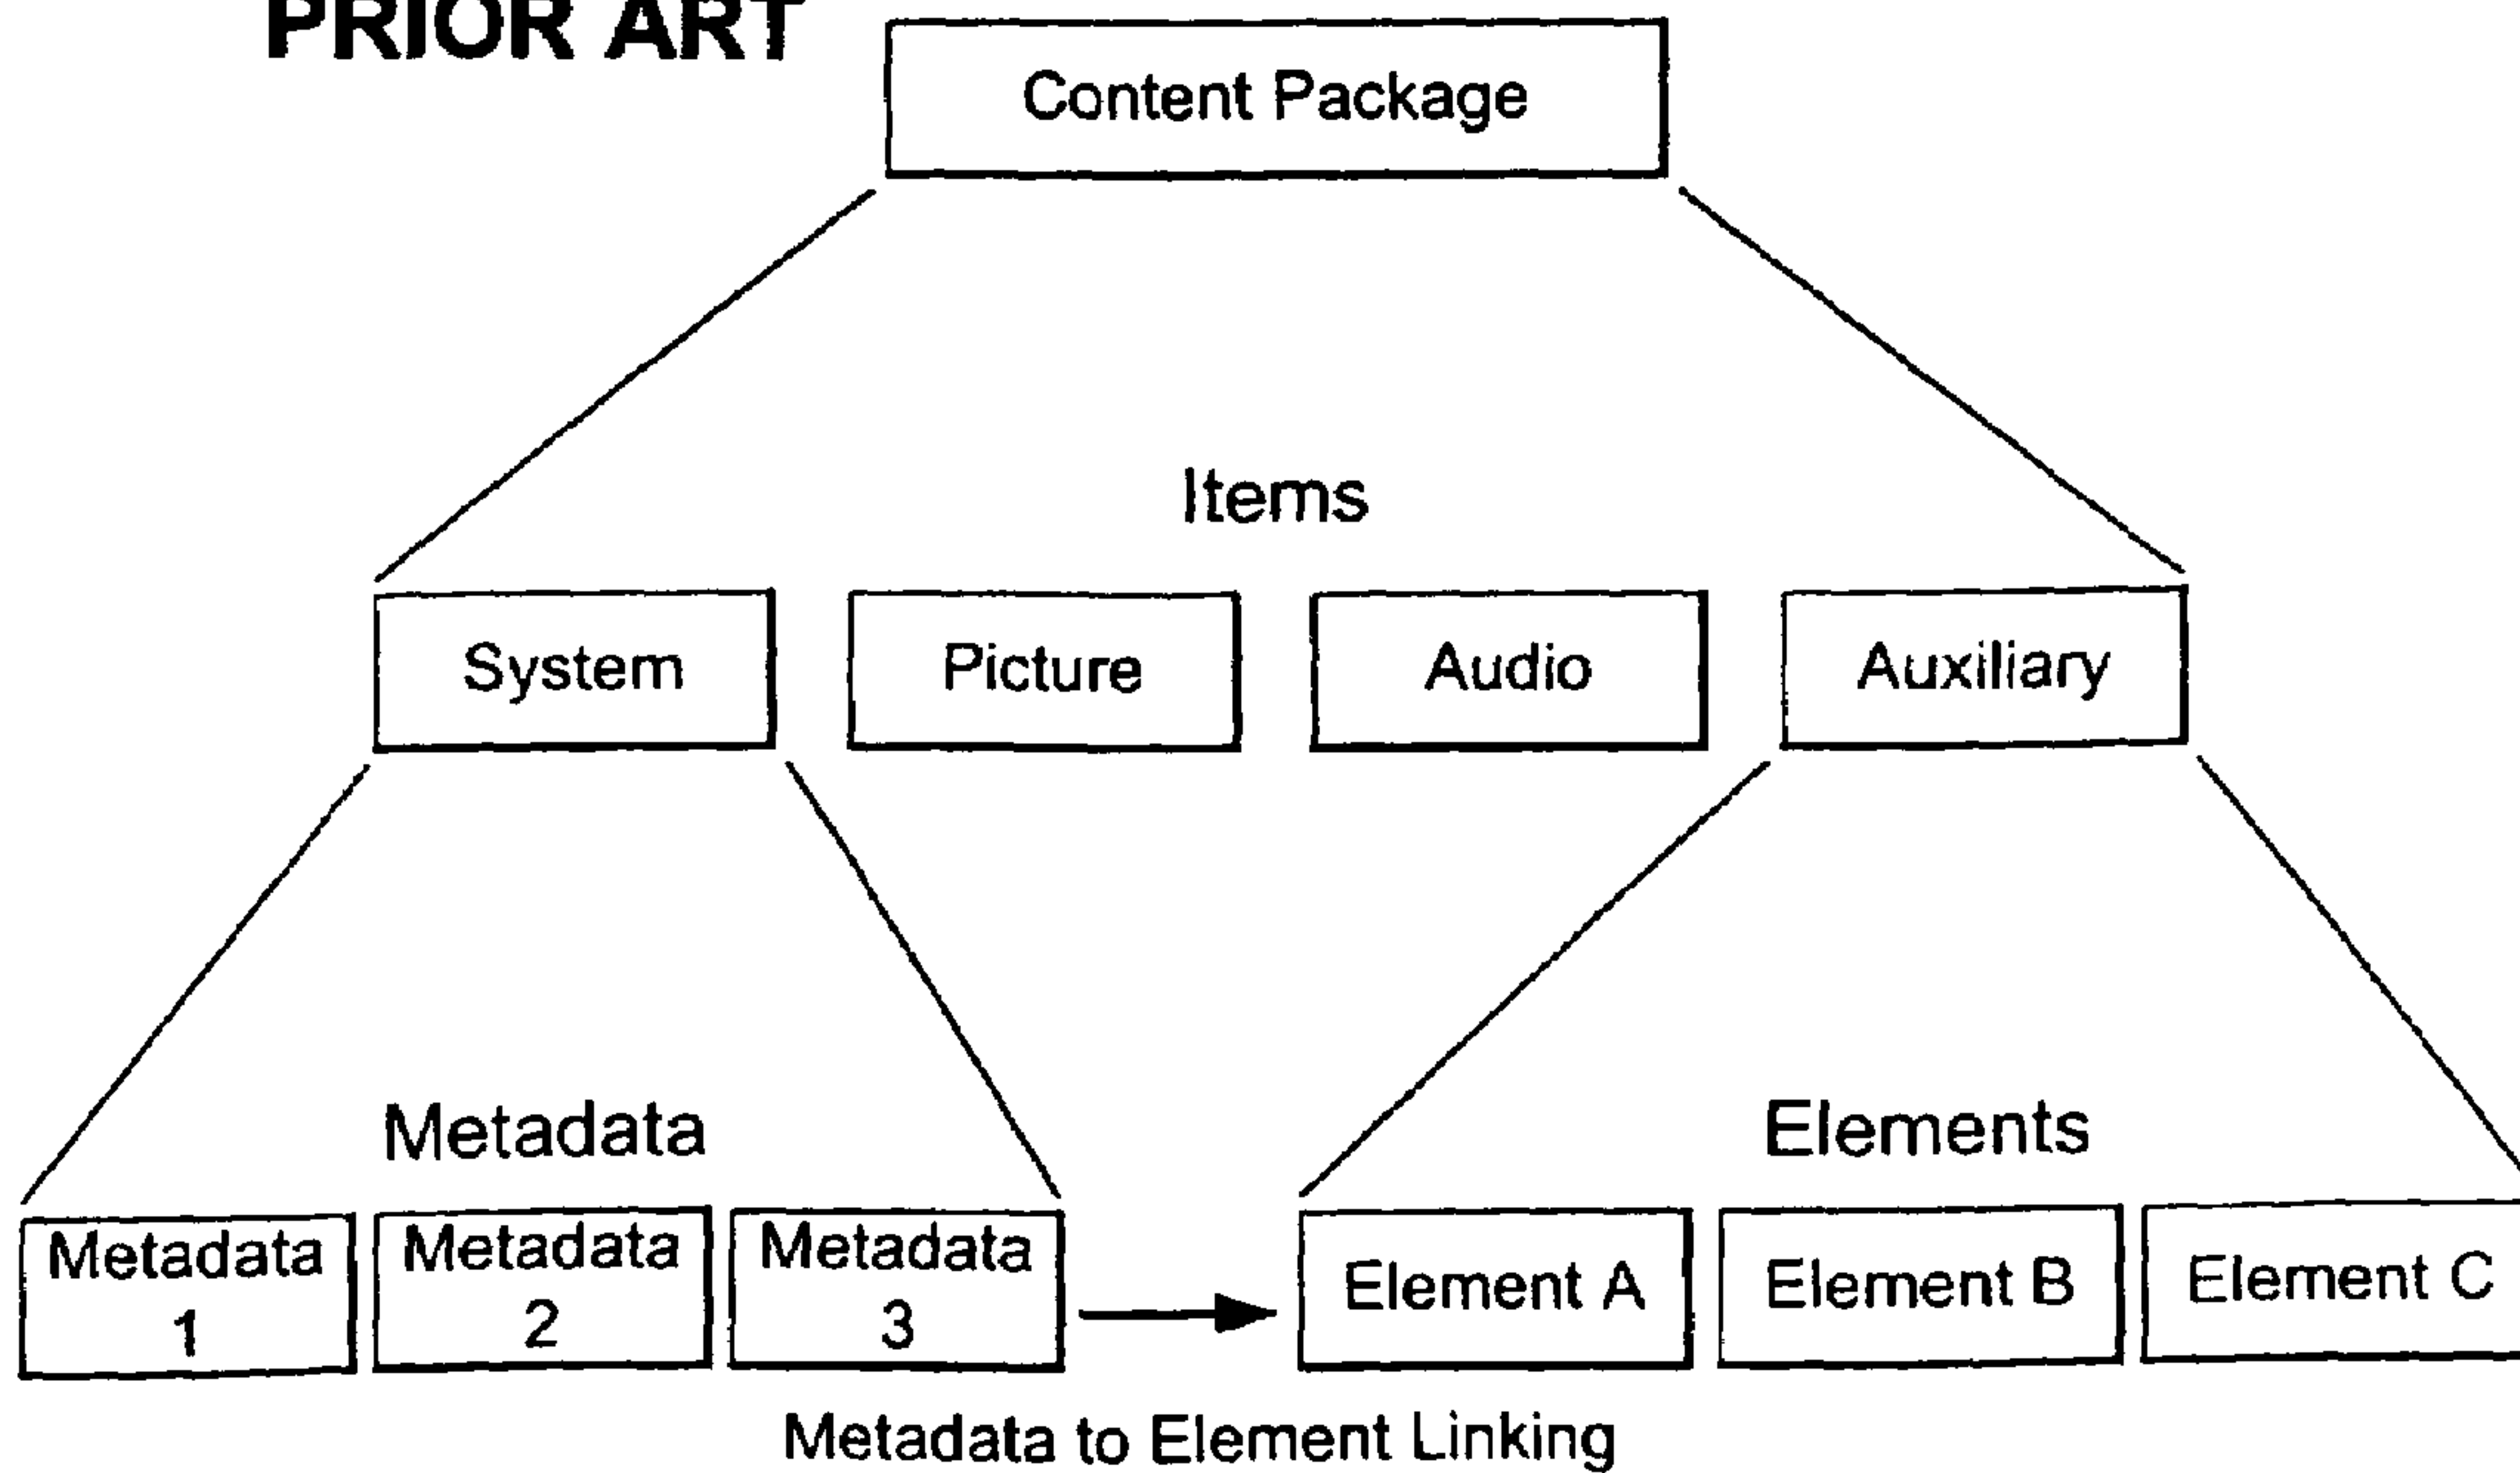 PRIOR ART
Content Package
Items
System
Picture
Audio
Auxiliary
Metadata
Elements
Metadata
1
Metadata
2
Metadata
3
Element A
Element B
Element C
Metadata to Element Linking